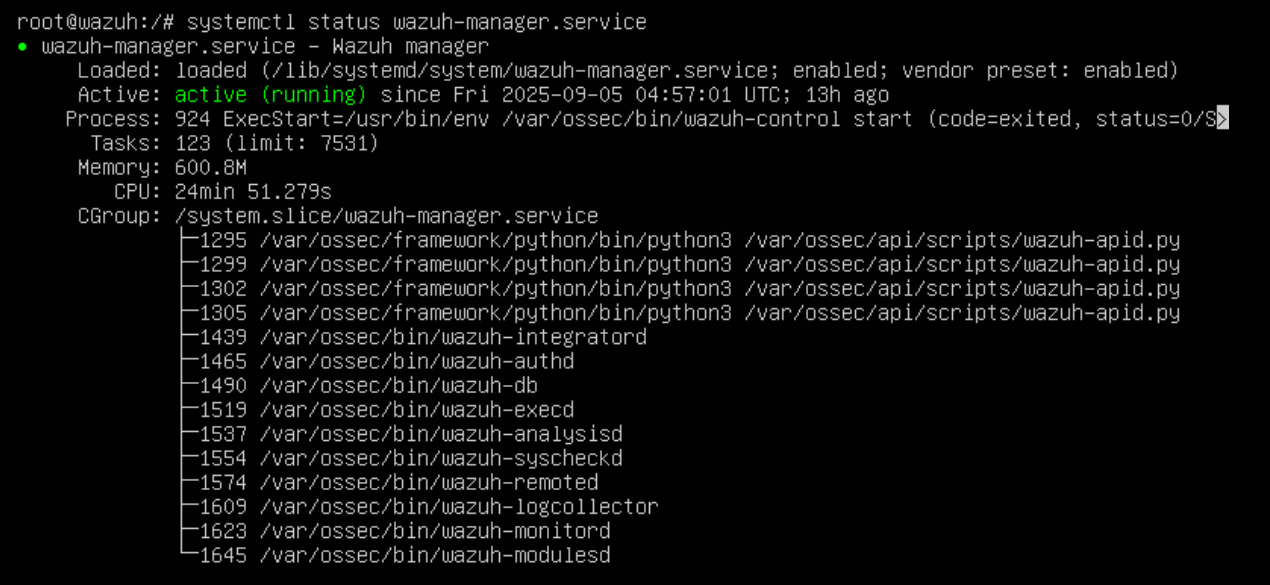 root@wazuh:/# systemctl status wazuh-manager.service
● wazuh-manager.service - Wazuh manager
Loaded: loaded (/lib/systemd/system/wazuh-manager.service; enabled; vendor preset: enabled)
Active: active (running) since Fri 2025-09-05 04:57:01 UTC; 13h ago
Process: 924 ExecStart=/usr/bin/env /var/ossec/bin/wazuh-control start (code=exited, status=0/S>
Tasks: 123 (limit: 7531)
Memory: 600.8M
CPU: 24min 51.279s
CGroup: /system.slice/wazuh-manager.service
├─1295 /var/ossec/framework/python/bin/python3 /var/ossec/api/scripts/wazuh-apid.py
├─1299 /var/ossec/framework/python/bin/python3 /var/ossec/api/scripts/wazuh-apid.py
├─1302 /var/ossec/framework/python/bin/python3 /var/ossec/api/scripts/wazuh-apid.py
├─1305 /var/ossec/framework/python/bin/python3 /var/ossec/api/scripts/wazuh-apid.py
├─1439 /var/ossec/bin/wazuh-integratord
├─1465 /var/ossec/bin/wazuh-authd
├─1490 /var/ossec/bin/wazuh-db
├─1519 /var/ossec/bin/wazuh-execd
├─1537 /var/ossec/bin/wazuh-analysisd
├─1554 /var/ossec/bin/wazuh-syscheckd
├─1574 /var/ossec/bin/wazuh-remoted
├─1609 /var/ossec/bin/wazuh-logcollector
├─1623 /var/ossec/bin/wazuh-monitord
└─1645 /var/ossec/bin/wazuh-modulesd